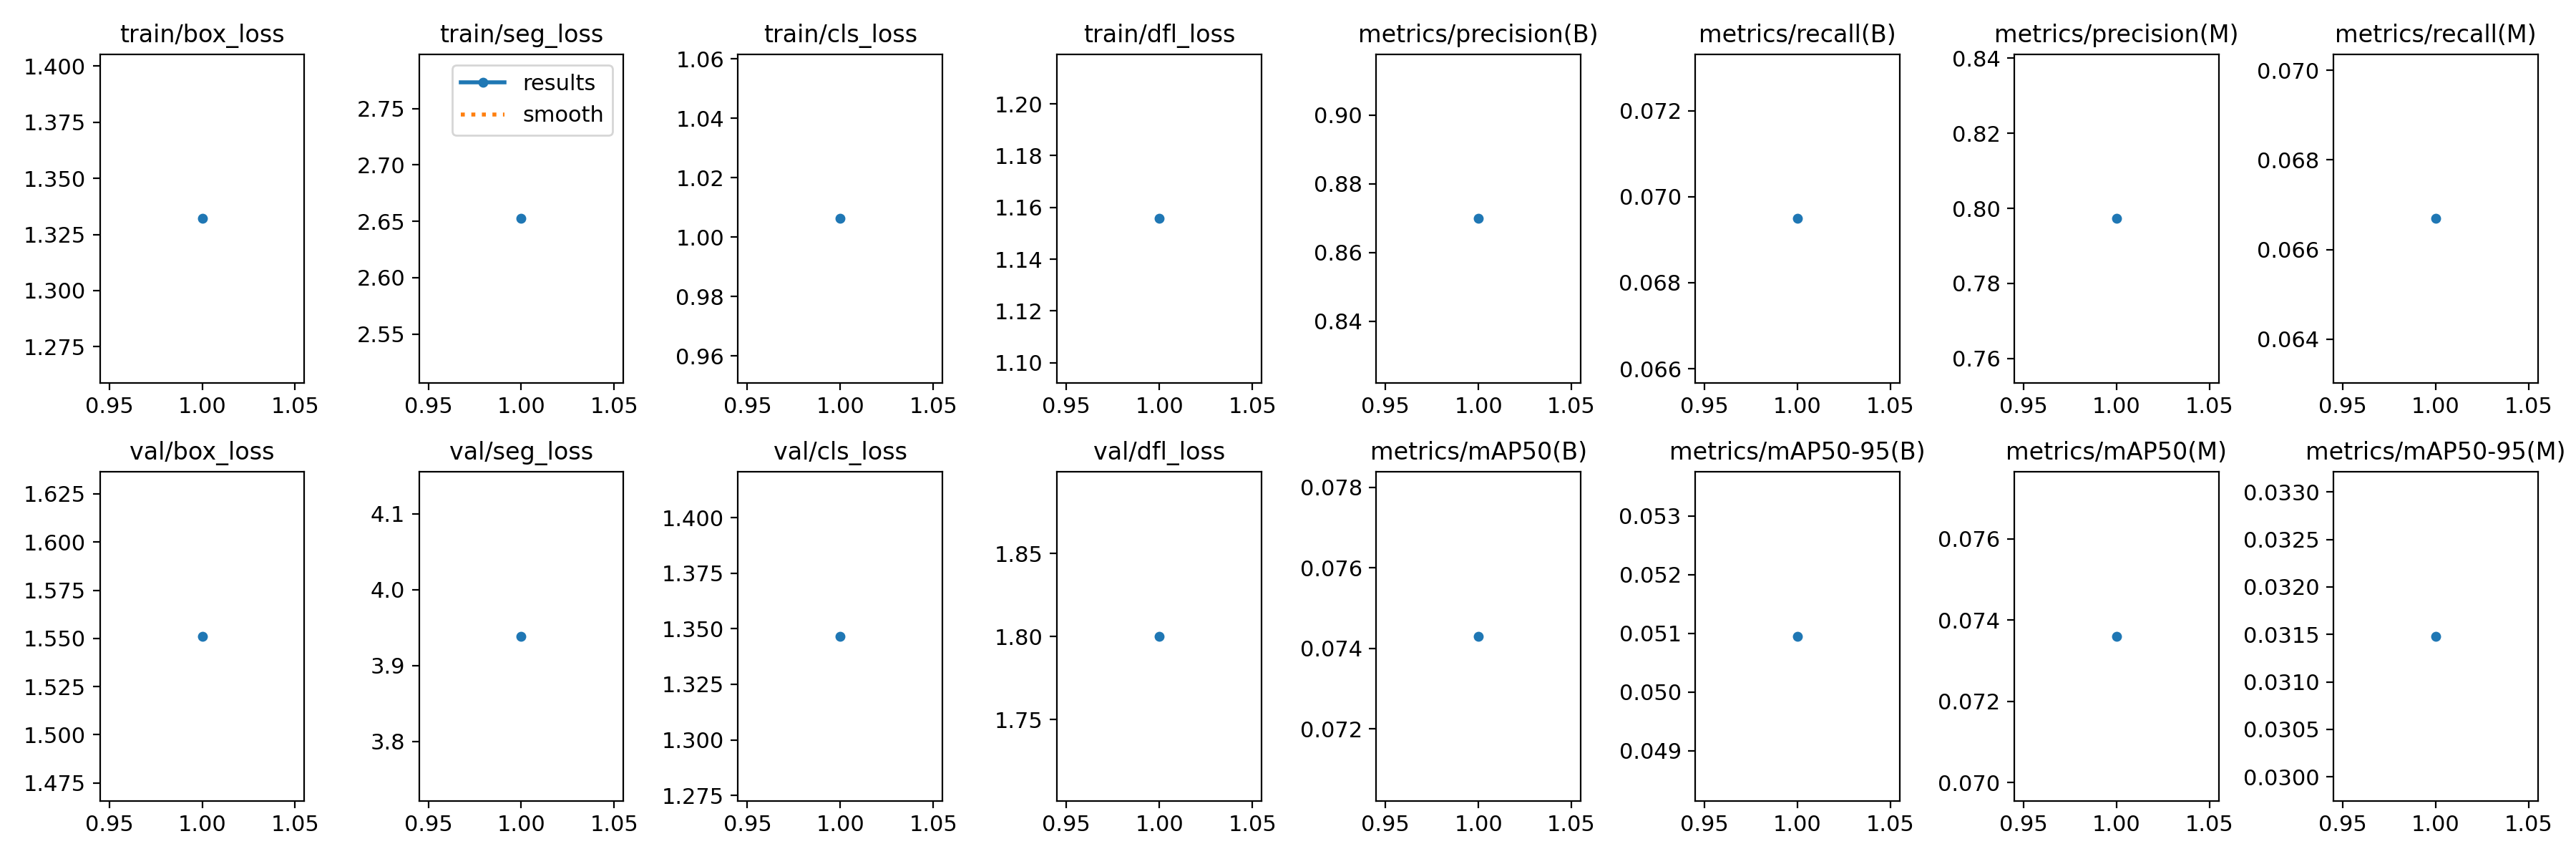 train/box_loss
1.400
1.375
1.350
1.325
1.300
1.275
0.95 1.00 1.05
train/seg_loss
results
smooth
2.75
2.70
2.65
2.60
2.55
0.95 1.00 1.05
train/cls_loss
1.06
1.04
1.02
1.00
0.98
0.96
0.95 1.00 1.05
train/dfl_loss
1.20
1.18
1.16
1.14
1.12
1.10
0.95 1.00 1.05
metrics/precision(B)
0.90
0.88
0.86
0.84
0.95 1.00 1.05
metrics/recall(B)
0.072
0.070
0.068
0.066
0.95 1.00 1.05
metrics/precision(M)
0.84
0.82
0.80
0.78
0.76
0.95 1.00 1.05
metrics/recall(M)
0.070
0.068
0.066
0.064
0.95 1.00 1.05
val/box_loss
1.625
1.600
1.575
1.550
1.525
1.500
1.475
0.95 1.00 1.05
val/seg_loss
4.1
4.0
3.9
3.8
0.95 1.00 1.05
val/cls_loss
1.400
1.375
1.350
1.325
1.300
1.275
0.95 1.00 1.05
val/dfl_loss
1.85
1.80
1.75
0.95 1.00 1.05
metrics/mAP50(B)
0.078
0.076
0.074
0.072
0.95 1.00 1.05
metrics/mAP50-95(B)
0.053
0.052
0.051
0.050
0.049
0.95 1.00 1.05
metrics/mAP50(M)
0.076
0.074
0.072
0.070
0.95 1.00 1.05
metrics/mAP50-95(M)
0.0330
0.0325
0.0320
0.0315
0.0310
0.0305
0.0300
0.95 1.00 1.05